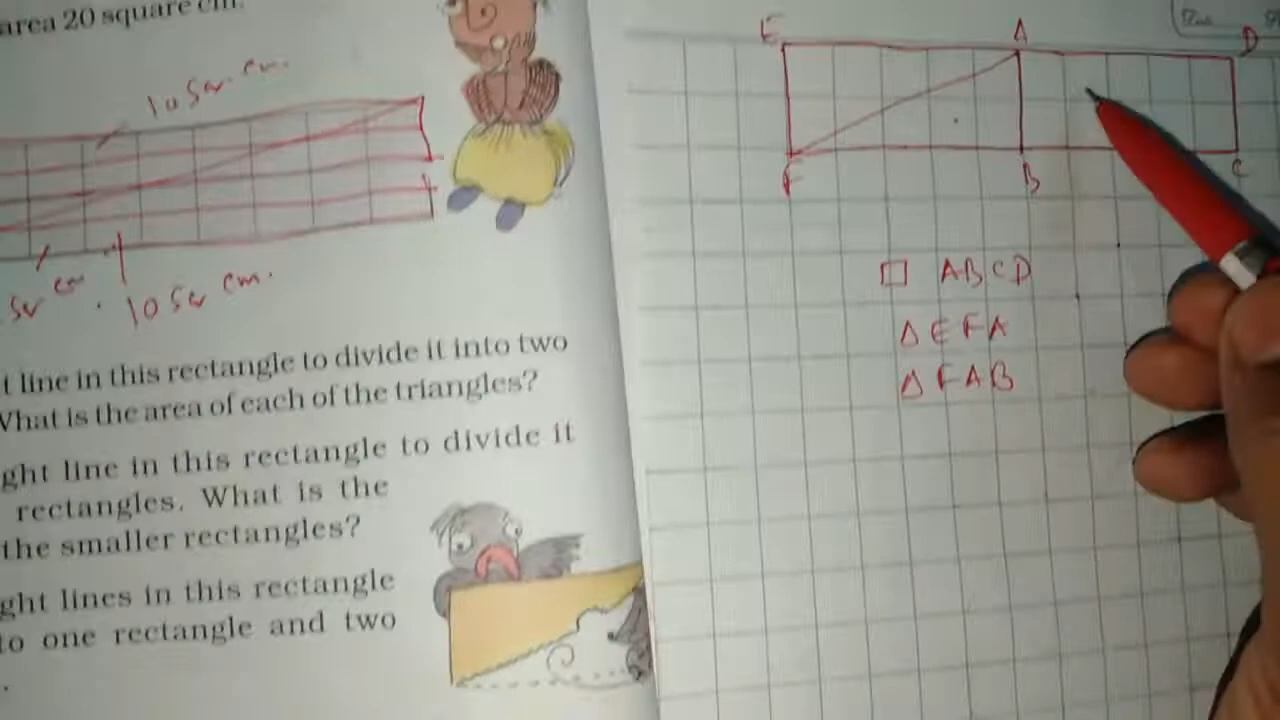 area 20 square cm.
10 Sq. cm.
Sq cm.
10 Sq cm.
t line in this rectangle to divide it into two
What is the area of each of the triangles?
ght line in this rectangle to divide it
rectangles. What is the
the smaller rectangles?
ght lines in this rectangle
to one rectangle and two
E A D
F B C
□ ABCD
Δ EFA
Δ FAB